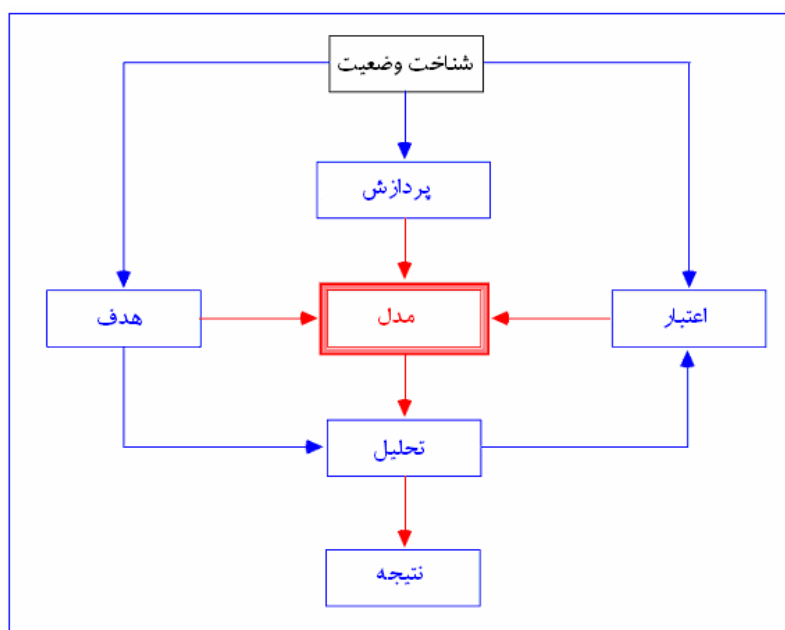 شناخت وضعیت
پردازش
هدف
مدل
اعتبار
تحلیل
نتیجه